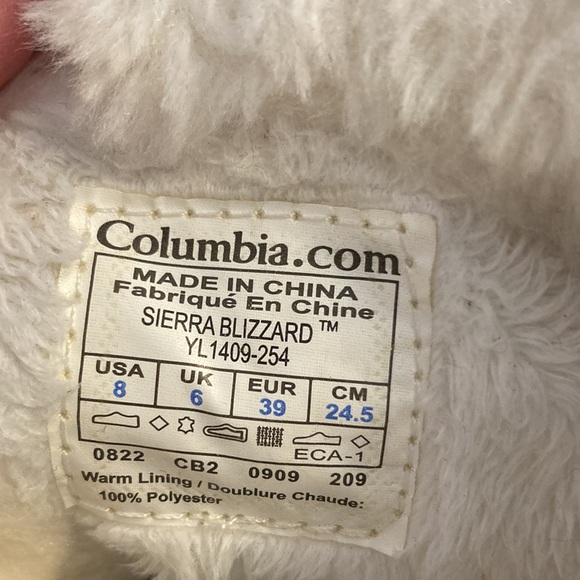 Columbia.com
MADE IN CHINA
Fabriqué En Chine
SIERRA BLIZZARD™
YL1409-254
USA UK EUR CM
8 6 39 24.5
ECA-1
0822 CB2 0909 209
Warm Lining / Doublure Chaude:
100% Polyester